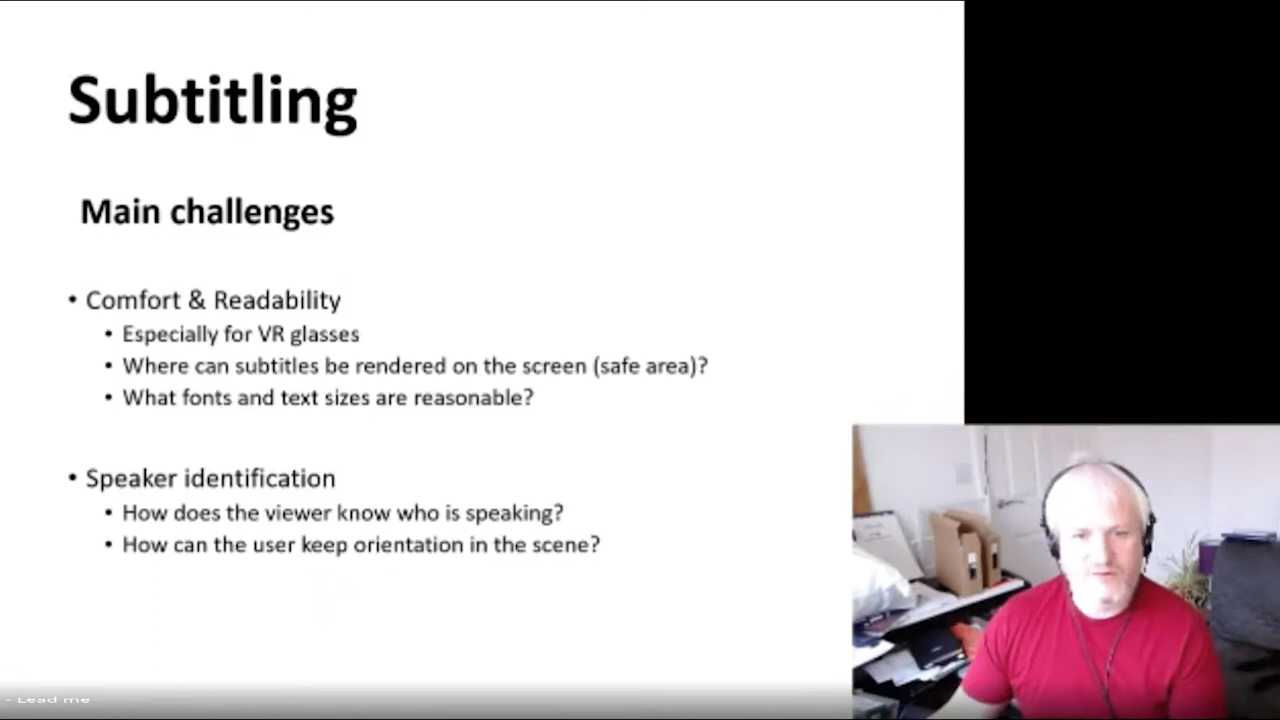 Subtitling
Main challenges
• Comfort & Readability
• Especially for VR glasses
• Where can subtitles be rendered on the screen (safe area)?
• What fonts and text sizes are reasonable?
• Speaker identification
• How does the viewer know who is speaking?
• How can the user keep orientation in the scene?
- Lead me